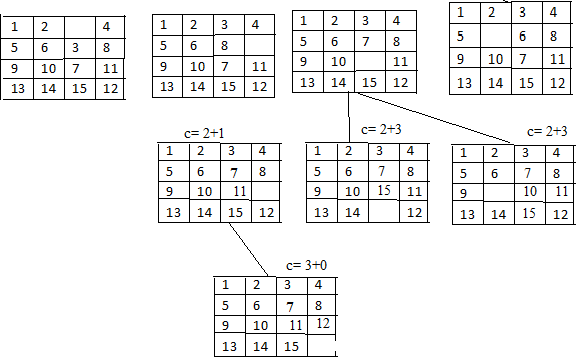 1 2 4
5 6 3 8
9 10 7 11
13 14 15 12
1 2 3 4
5 6 8
9 10 7 11
13 14 15 12
1 2 3 4
5 6 7 8
9 10 11
13 14 15 12
1 2 3 4
5 6 8
9 10 7 11
13 14 15 12
c= 2+1
1 2 3 4
5 6 7 8
9 10 11
13 14 15 12
c= 2+3
1 2 3 4
5 6 7 8
9 10 15 11
13 14 12
c= 2+3
1 2 3 4
5 6 7 8
9 10 11
13 14 15 12
c= 3+0
1 2 3 4
5 6 7 8
9 10 11 12
13 14 15